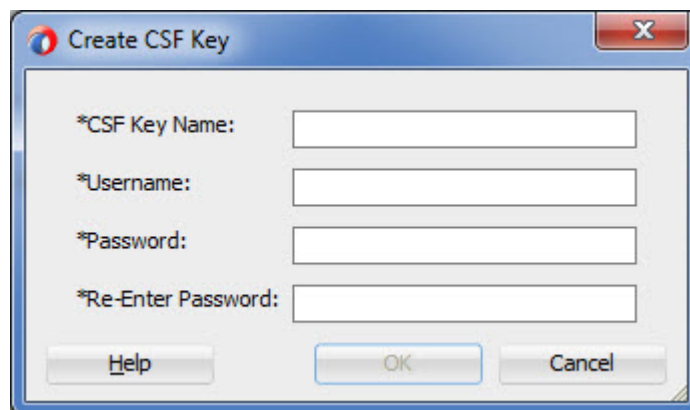 Create CSF Key
*CSF Key Name:
*Username:
*Password:
*Re-Enter Password:
Help OK Cancel